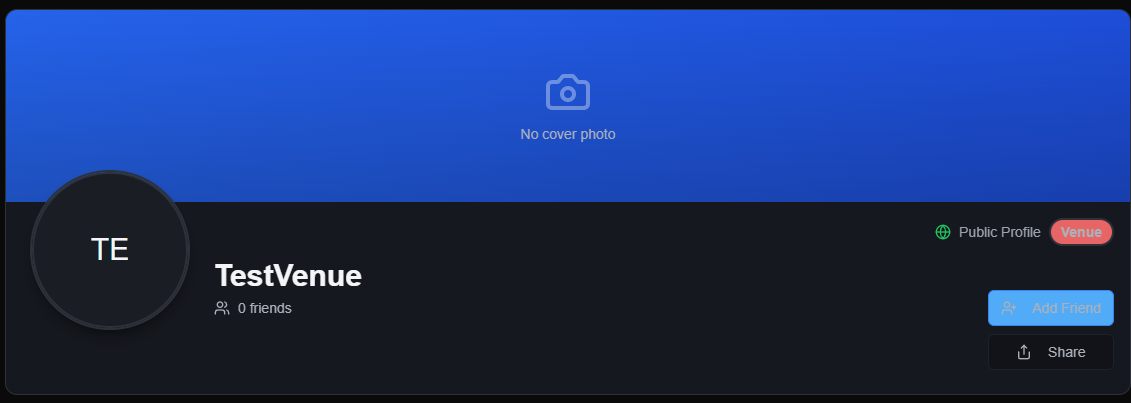 No cover photo
TE
Public Profile
Venue
TestVenue
0 friends
Add Friend
Share